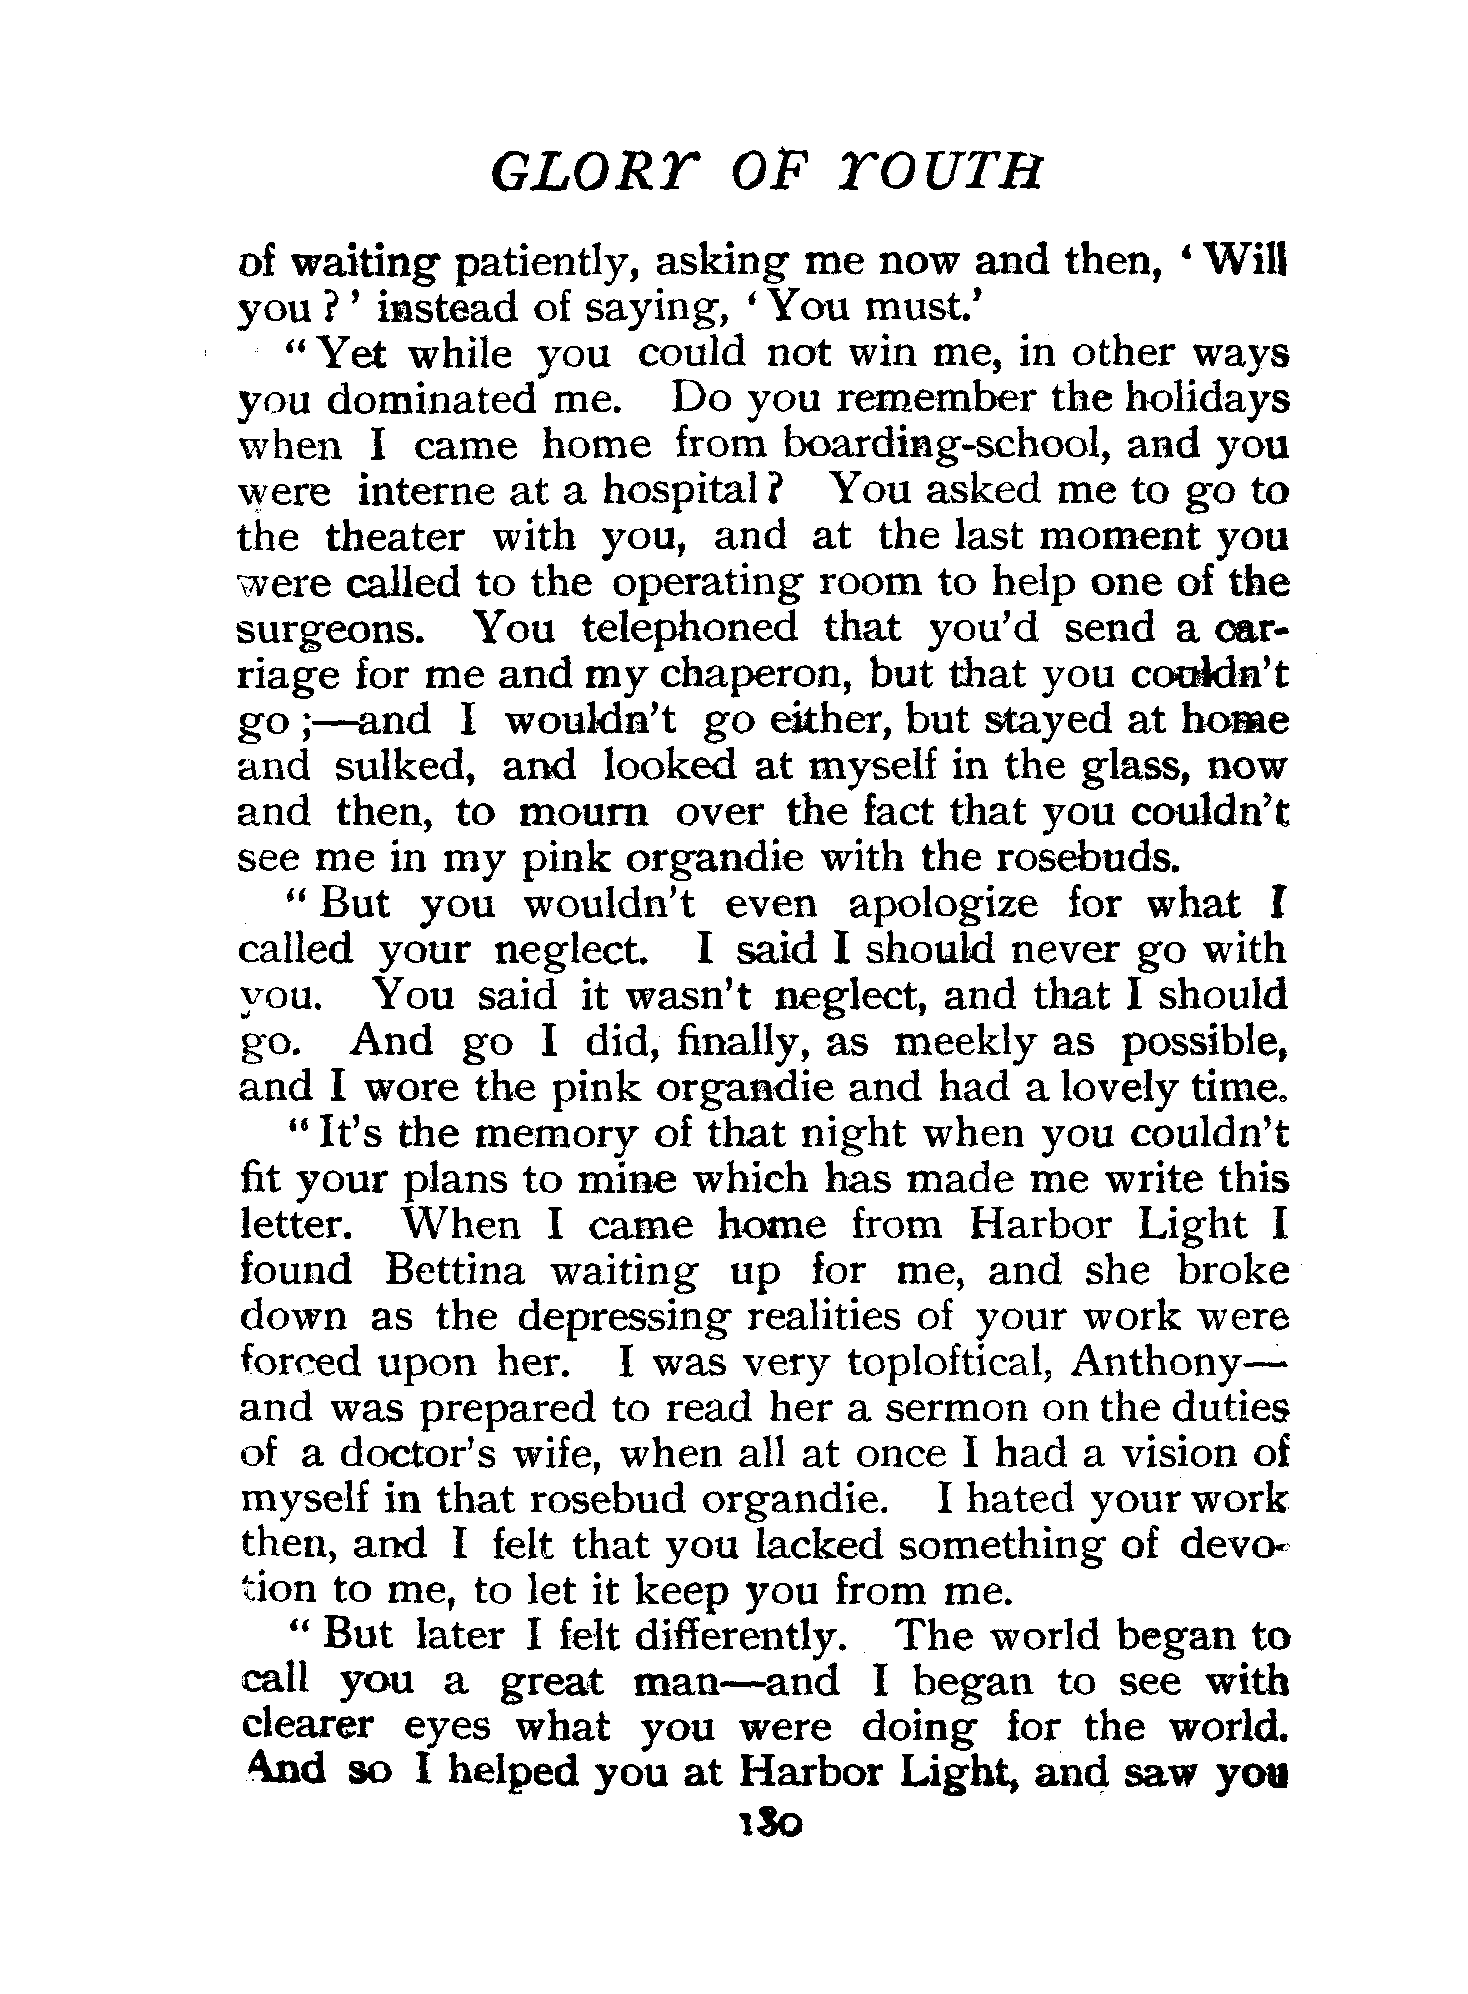 GLORY OF YOUTH
of waiting patiently, asking me now and then, ‘ Will
you ? ’ instead of saying, ‘ You must.’
“ Yet while you could not win me, in other ways
you dominated me. Do you remember the holidays
when I came home from boarding-school, and you
were interne at a hospital ? You asked me to go to
the theater with you, and at the last moment you
were called to the operating room to help one of the
surgeons. You telephoned that you’d send a car-
riage for me and my chaperon, but that you couldn’t
go ;—and I wouldn’t go either, but stayed at home
and sulked, and looked at myself in the glass, now
and then, to mourn over the fact that you couldn’t
see me in my pink organdie with the rosebuds.
“ But you wouldn’t even apologize for what I
called your neglect. I said I should never go with
you. You said it wasn’t neglect, and that I should
go. And go I did, finally, as meekly as possible,
and I wore the pink organdie and had a lovely time.
“ It’s the memory of that night when you couldn’t
fit your plans to mine which has made me write this
letter. When I came home from Harbor Light I
found Bettina waiting up for me, and she broke
down as the depressing realities of your work were
forced upon her. I was very toploftical, Anthony—
and was prepared to read her a sermon on the duties
of a doctor’s wife, when all at once I had a vision of
myself in that rosebud organdie. I hated your work
then, and I felt that you lacked something of devo-
tion to me, to let it keep you from me.
“ But later I felt differently. The world began to
call you a great man—and I began to see with
clearer eyes what you were doing for the world.
And so I helped you at Harbor Light, and saw you
180